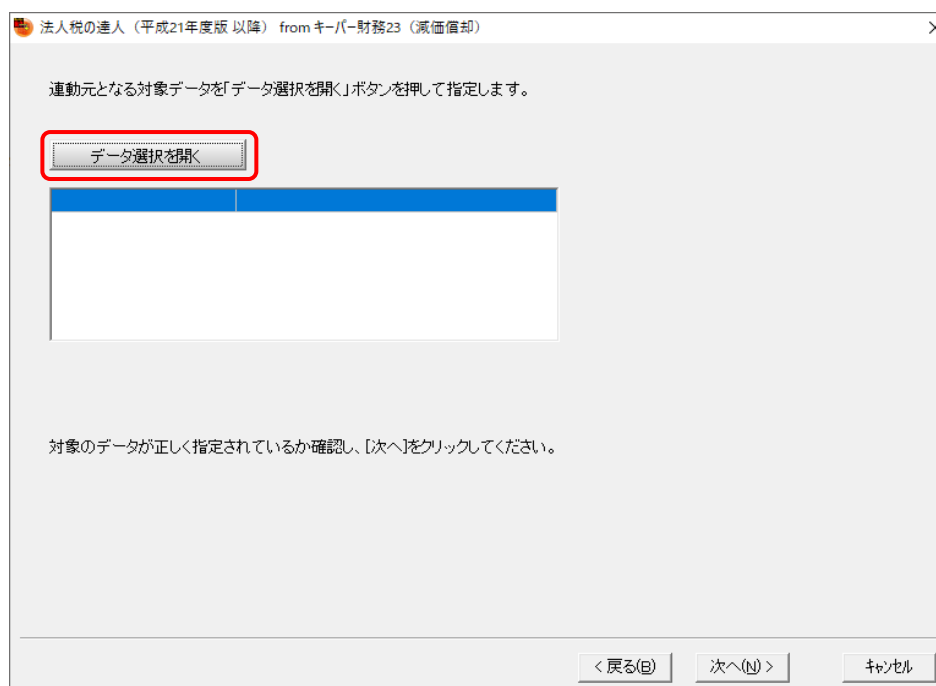 法人税の達人（平成21年度版 以降） from キーパー財務23（減価償却）
連動元となる対象データを「データ選択を開く」ボタンを押して指定します。
データ選択を開く
対象のデータが正しく指定されているか確認し、[次へ]をクリックしてください。
< 戻る(B)
次へ(N) >
キャンセル